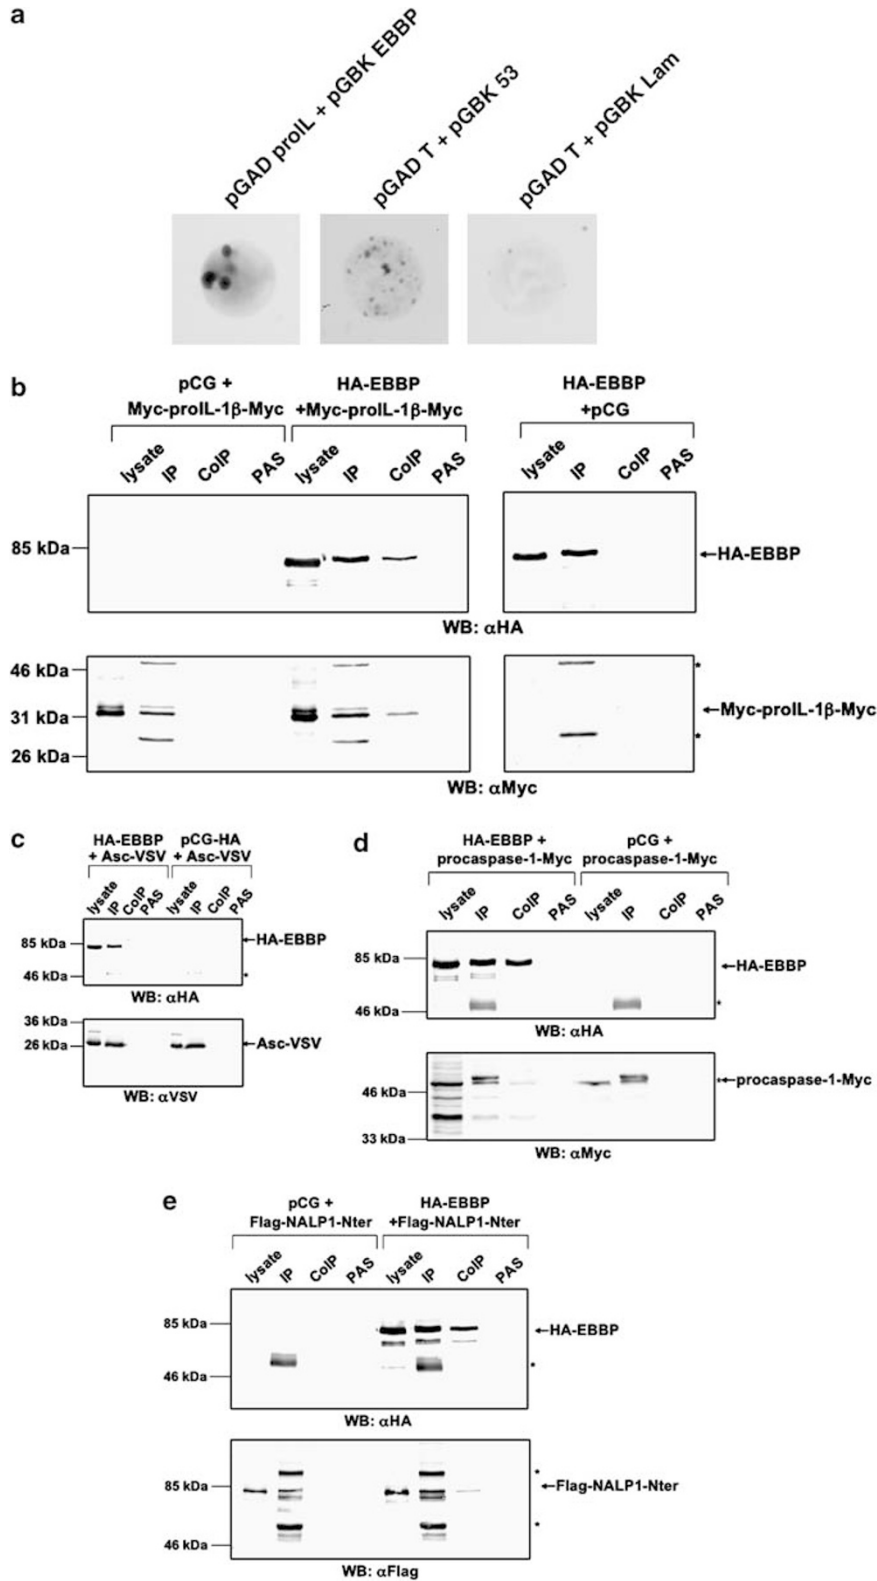 a
pGAD proIL + pGBK EBBP
pGAD T + pGBK 53
pGAD T + pGBK Lam
b
pCG +
Myc-proIL-1β-Myc
HA-EBBP
+Myc-proIL-1β-Myc
HA-EBBP
+pCG
lysate IP CoIP PAS lysate IP CoIP PAS lysate IP CoIP PAS
85 kDa
←HA-EBBP
WB: αHA
46 kDa
*
31 kDa
←Myc-proIL-1β-Myc
*
26 kDa
WB: αMyc
c
HA-EBBP
+ Asc-VSV
pCG-HA
+ Asc-VSV
lysate IP CoIP PAS lysate IP CoIP PAS
85 kDa
←HA-EBBP
46 kDa
*
WB: αHA
36 kDa
26 kDa
←Asc-VSV
WB: αVSV
d
HA-EBBP +
procaspase-1-Myc
pCG +
procaspase-1-Myc
lysate IP CoIP PAS lysate IP CoIP PAS
85 kDa
←HA-EBBP
*
46 kDa
WB: αHA
*←procaspase-1-Myc
46 kDa
33 kDa
WB: αMyc
e
pCG +
Flag-NALP1-Nter
HA-EBBP
+Flag-NALP1-Nter
lysate IP CoIP PAS lysate IP CoIP PAS
85 kDa
←HA-EBBP
*
46 kDa
WB: αHA
*
85 kDa
←Flag-NALP1-Nter
*
46 kDa
WB: αFlag